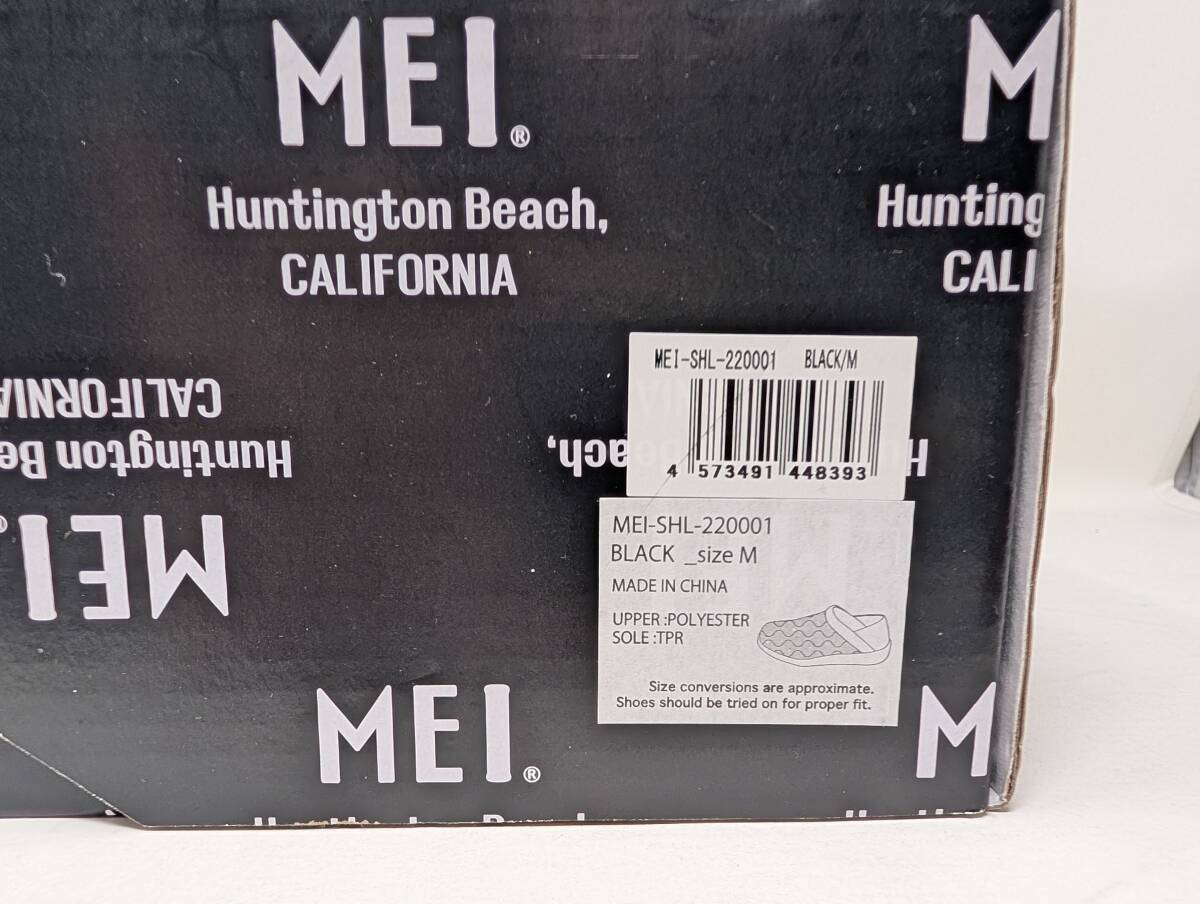 MEI®
M
Huntington Beach,
Hunting
CALIFORNIA
CALI
MEI-SHL-220001 BLACK/M
4 573491 448393
CALIFORNIA
Huntington Be
each,
H
MEI®
MEI-SHL-220001
BLACK _size M
MADE IN CHINA
UPPER :POLYESTER
SOLE :TPR
Size conversions are approximate.
Shoes should be tried on for proper fit.
MEI®
M